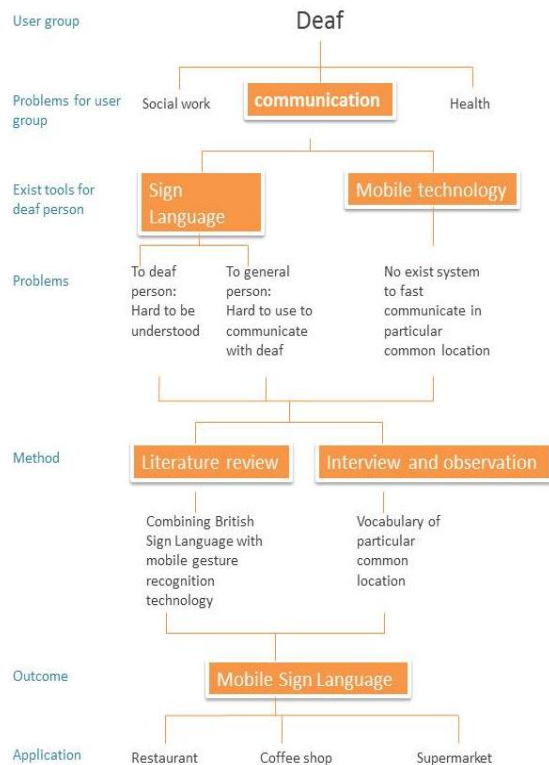 User group
Deaf
Problems for user
group
Social work
communication
Health
Exist tools for
deaf person
Sign
Language
Mobile technology
Problems
To deaf
person:
Hard to be
understood
To general
person:
Hard to use to
communicate
with deaf
No exist system
to fast
communicate in
particular
common location
Method
Literature review
Interview and observation
Combining British
Sign Language with
mobile gesture
recognition
technology
Vocabulary of
particular
common
location
Outcome
Mobile Sign Language
Application
Restaurant
Coffee shop
Supermarket